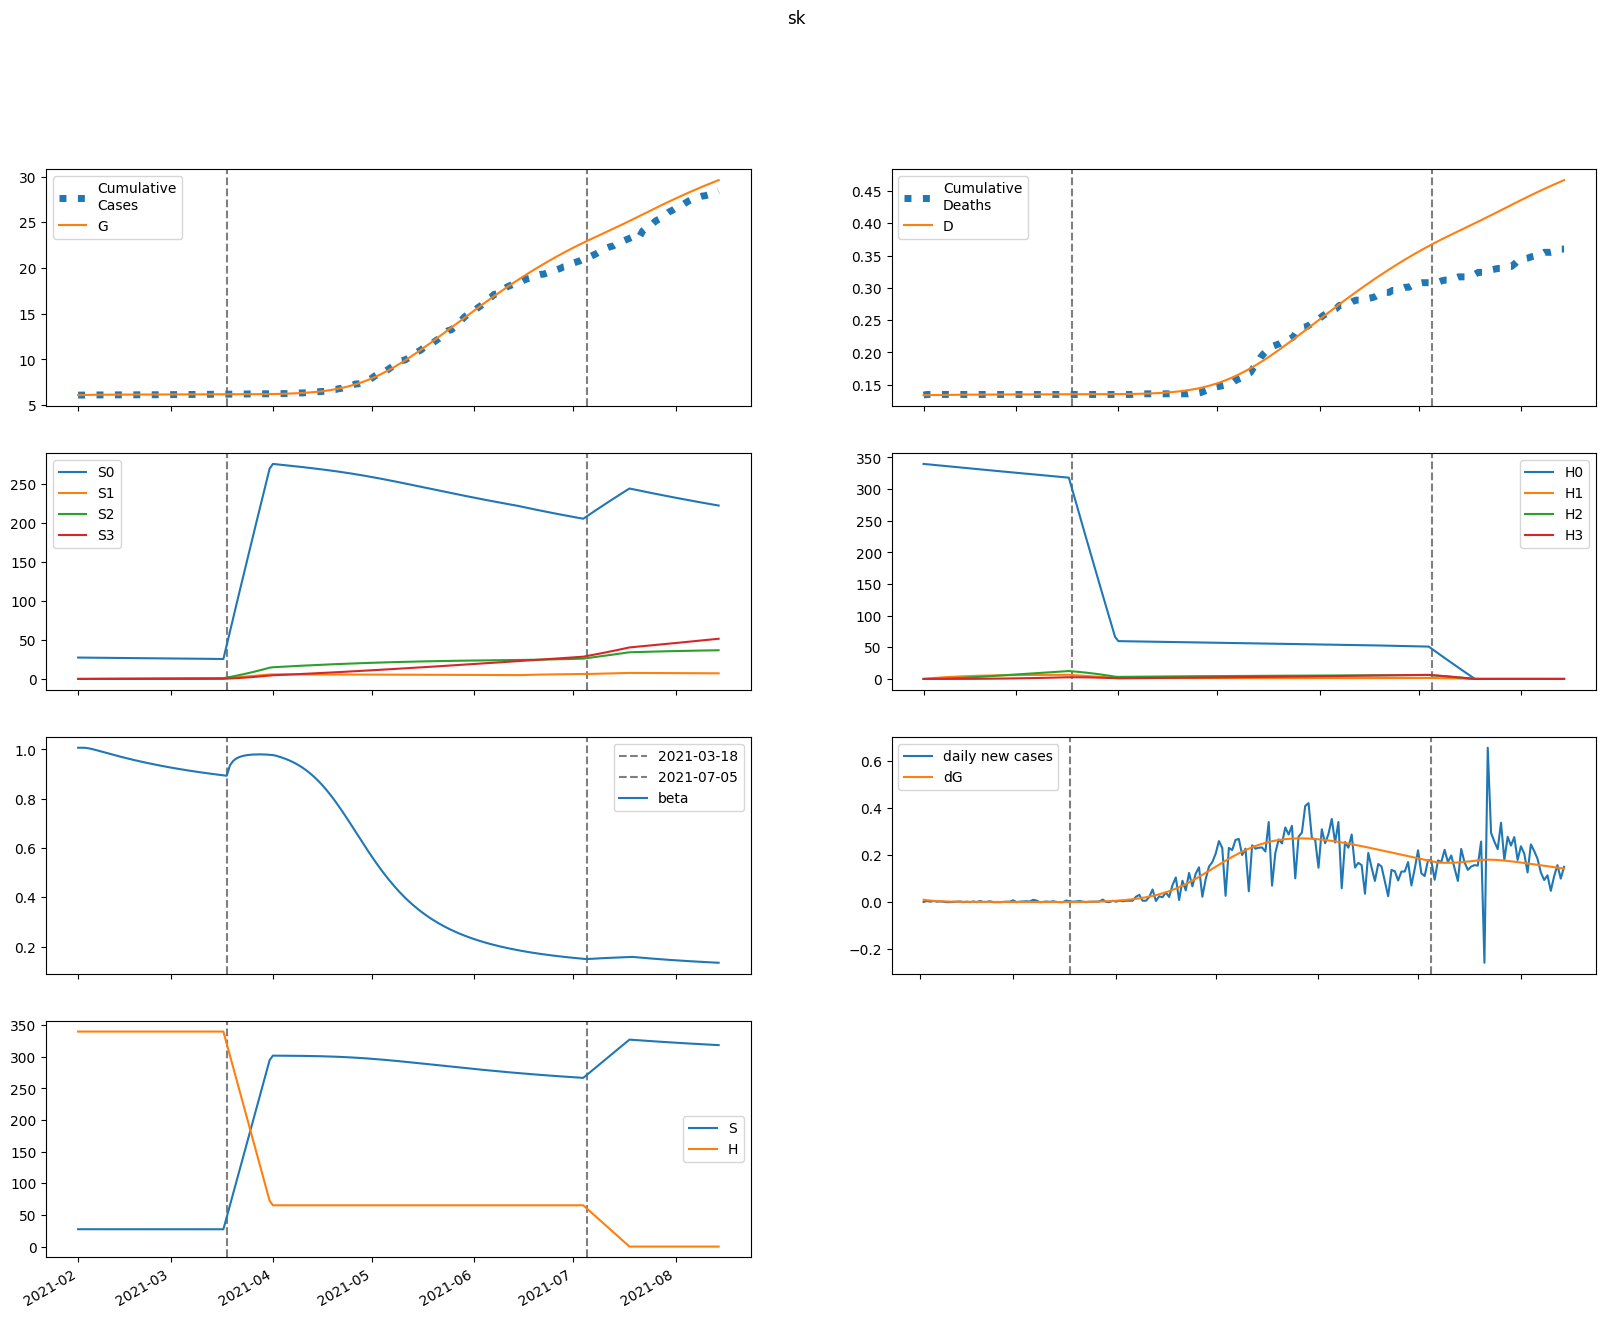 sk
30
25
20
15
10
5
Cumulative
Cases
G
0.45
0.40
0.35
0.30
0.25
0.20
0.15
Cumulative
Deaths
D
250
200
150
100
50
0
S0
S1
S2
S3
350
300
250
200
150
100
50
0
H0
H1
H2
H3
1.0
0.8
0.6
0.4
0.2
2021-03-18
2021-07-05
beta
0.6
0.4
0.2
0.0
−0.2
daily new cases
dG
350
300
250
200
150
100
50
0
S
H
2021-02
2021-03
2021-04
2021-05
2021-06
2021-07
2021-08